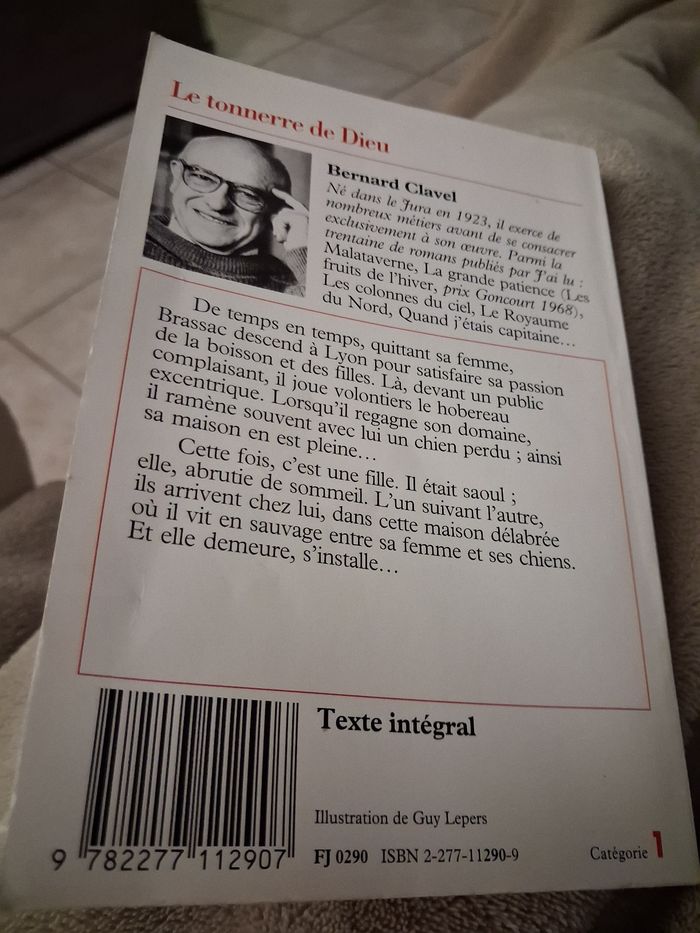 Le tonnerre de Dieu
Bernard Clavel
Né dans le Jura en 1923, il exerce de
nombreux métiers avant de se consacrer
exclusivement à son œuvre. Parmi la
trentaine de romans publiés par J'ai lu :
Malataverne, La grande patience (Les
fruits de l'hiver, prix Goncourt 1968),
Les colonnes du ciel, Le Royaume
du Nord, Quand j'étais capitaine...
De temps en temps, quittant sa femme,
Brassac descend à Lyon pour satisfaire sa passion
de la boisson et des filles. Là, devant un public
complaisant, il joue volontiers le hobereau
excentrique. Lorsqu'il regagne son domaine,
il ramène souvent avec lui un chien perdu ; ainsi
sa maison en est pleine...
Cette fois, c'est une fille. Il était saoul ;
elle, abrutie de sommeil. L'un suivant l'autre,
ils arrivent chez lui, dans cette maison délabrée
où il vit en sauvage entre sa femme et ses chiens.
Et elle demeure, s'installe...
Texte intégral
Illustration de Guy Lepers
FJ 0290 ISBN 2-277-11290-9
Catégorie 1
9 782277 112907